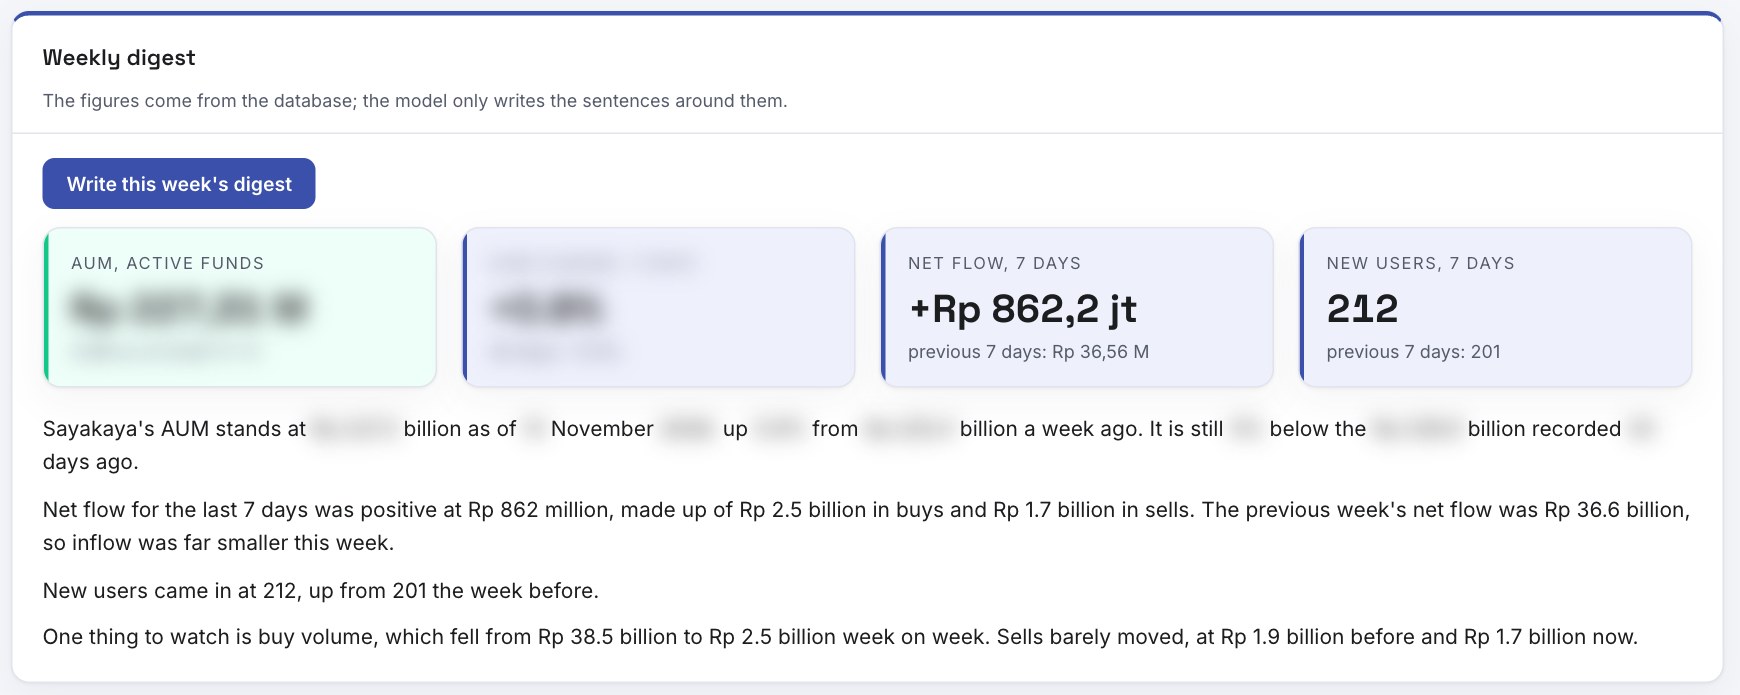 Weekly digest
The figures come from the database; the model only writes the sentences around them.
Write this week's digest
AUM, ACTIVE FUNDS
NET FLOW, 7 DAYS
+Rp 862,2 jt
previous 7 days: Rp 36,56 M
NEW USERS, 7 DAYS
212
previous 7 days: 201
Sayakaya's AUM stands at billion as of November up from billion a week ago. It is still below the billion recorded
days ago.
Net flow for the last 7 days was positive at Rp 862 million, made up of Rp 2.5 billion in buys and Rp 1.7 billion in sells. The previous week's net flow was Rp 36.6 billion,
so inflow was far smaller this week.
New users came in at 212, up from 201 the week before.
One thing to watch is buy volume, which fell from Rp 38.5 billion to Rp 2.5 billion week on week. Sells barely moved, at Rp 1.9 billion before and Rp 1.7 billion now.